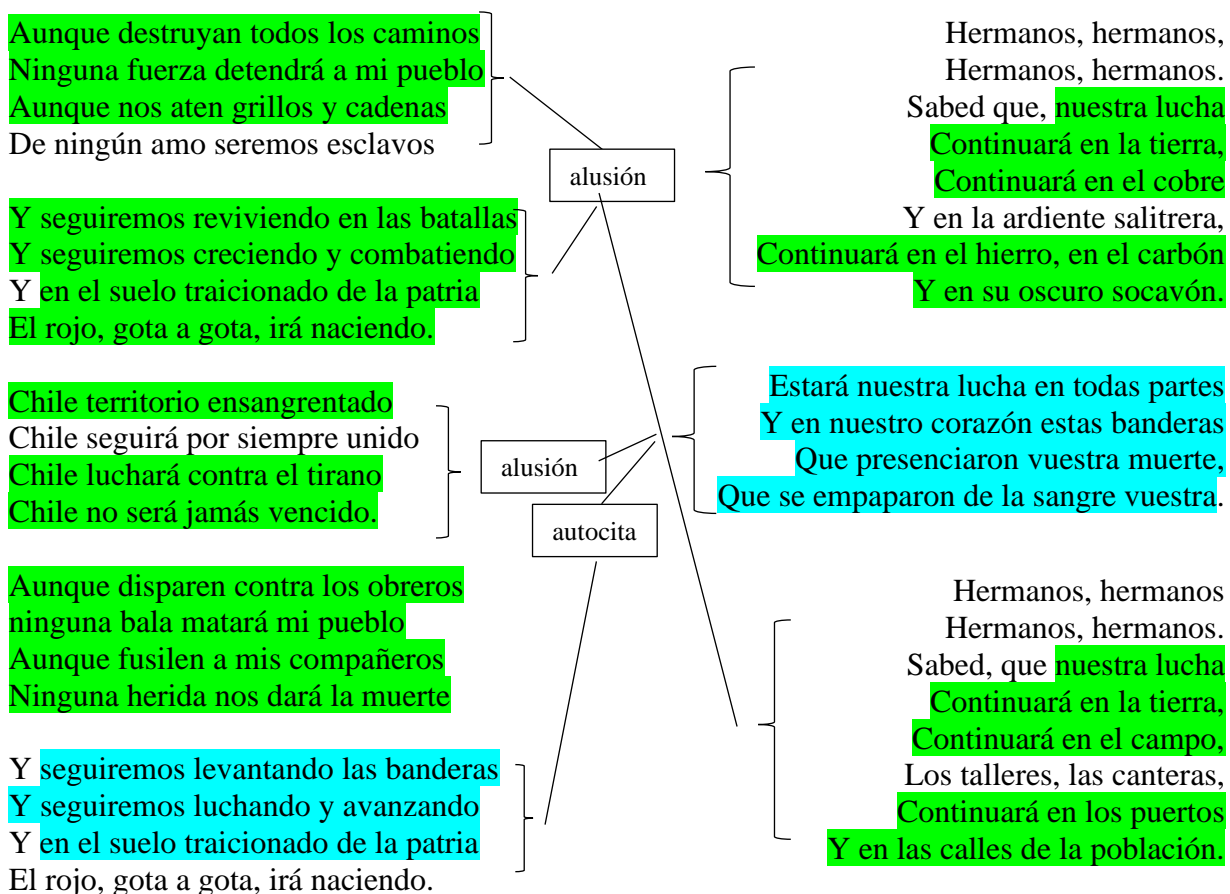 Aunque destruyan todos los caminos
Ninguna fuerza detendrá a mi pueblo
Aunque nos aten grillos y cadenas
De ningún amo seremos esclavos
Y seguiremos reviviendo en las batallas
Y seguiremos creciendo y combatiendo
Y en el suelo traicionado de la patria
El rojo, gota a gota, irá naciendo.
Chile territorio ensangrentado
Chile seguirá por siempre unido
Chile luchará contra el tirano
Chile no será jamás vencido.
Aunque disparen contra los obreros
ninguna bala matará mi pueblo
Aunque fusilen a mis compañeros
Ninguna herida nos dará la muerte
Y seguiremos levantando las banderas
Y seguiremos luchando y avanzando
Y en el suelo traicionado de la patria
El rojo, gota a gota, irá naciendo.
alusión
alusión
autocita
Hermanos, hermanos,
Hermanos, hermanos.
Sabed que, nuestra lucha
Continuará en la tierra,
Continuará en el cobre
Y en la ardiente salitrera,
Continuará en el hierro, en el carbón
Y en su oscuro socavón.
Estará nuestra lucha en todas partes
Y en nuestro corazón estas banderas
Que presenciaron vuestra muerte,
Que se empaparon de la sangre vuestra.
Hermanos, hermanos
Hermanos, hermanos.
Sabed, que nuestra lucha
Continuará en la tierra,
Continuará en el campo,
Los talleres, las canteras,
Continuará en los puertos
Y en las calles de la población.